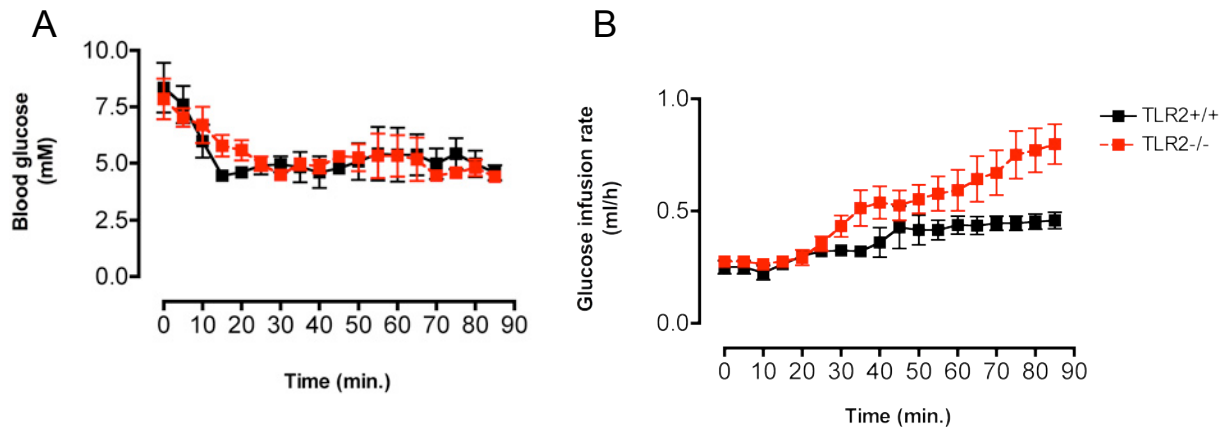 A
10.0
7.5
5.0
2.5
0.0
Blood glucose
(mM)
0 10 20 30 40 50 60 70 80 90
Time (min.)
B
1.0
0.5
0.0
Glucose infusion rate
(ml/h)
0 10 20 30 40 50 60 70 80 90
Time (min.)
TLR2+/+
TLR2-/-